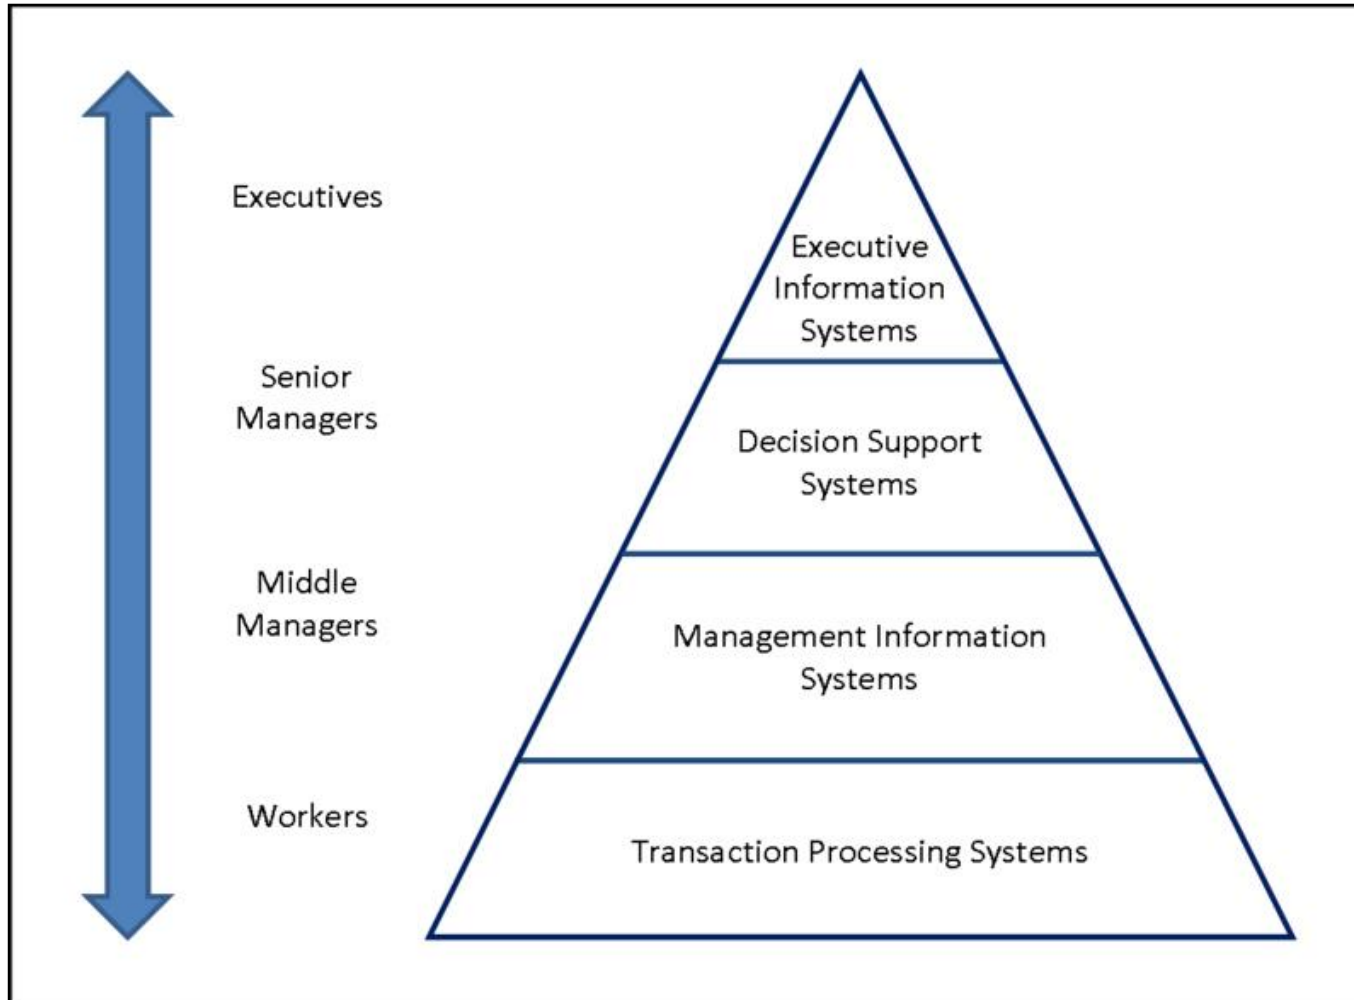 Executives
Executive
Information
Systems
Senior
Managers
Decision Support
Systems
Middle
Managers
Management Information
Systems
Workers
Transaction Processing Systems